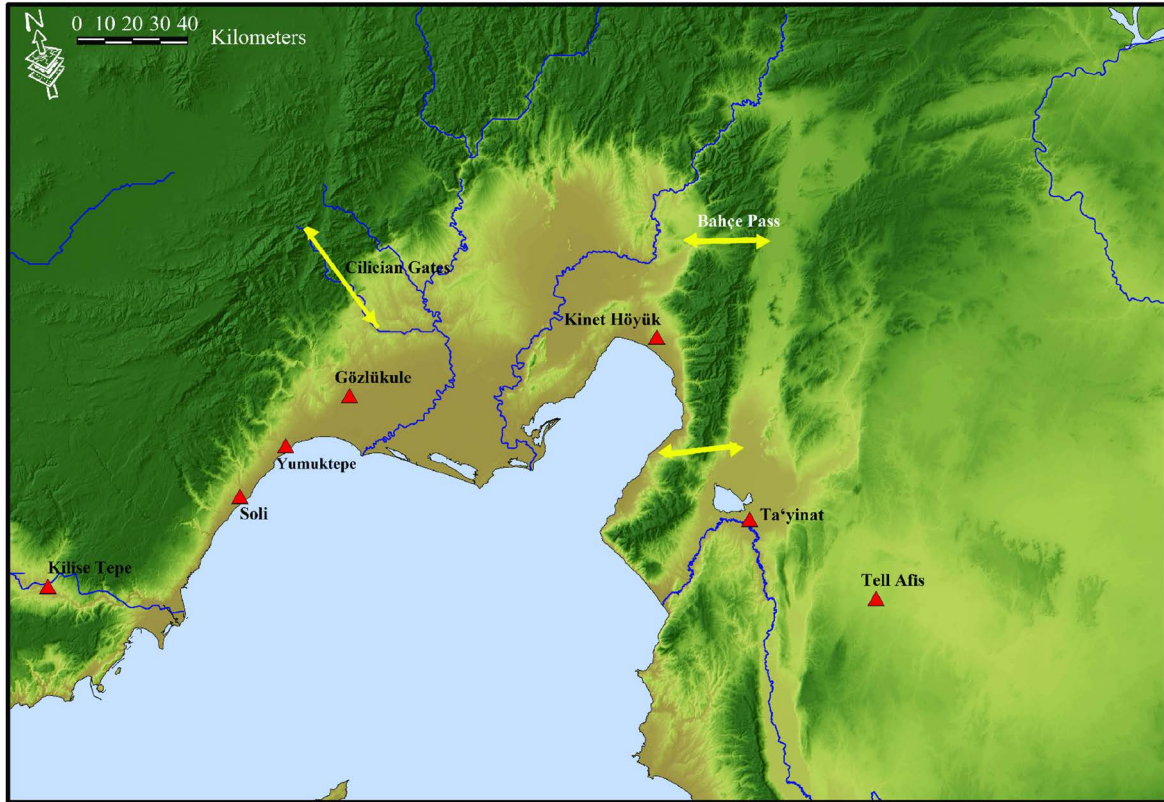 N
0 10 20 30 40 Kilometers
Bahçe Pass
Cilician Gates
Kinet Höyük
Gözlükule
Yumuktepe
Soli
Ta‘yinat
Kilise Tepe
Tell Afis